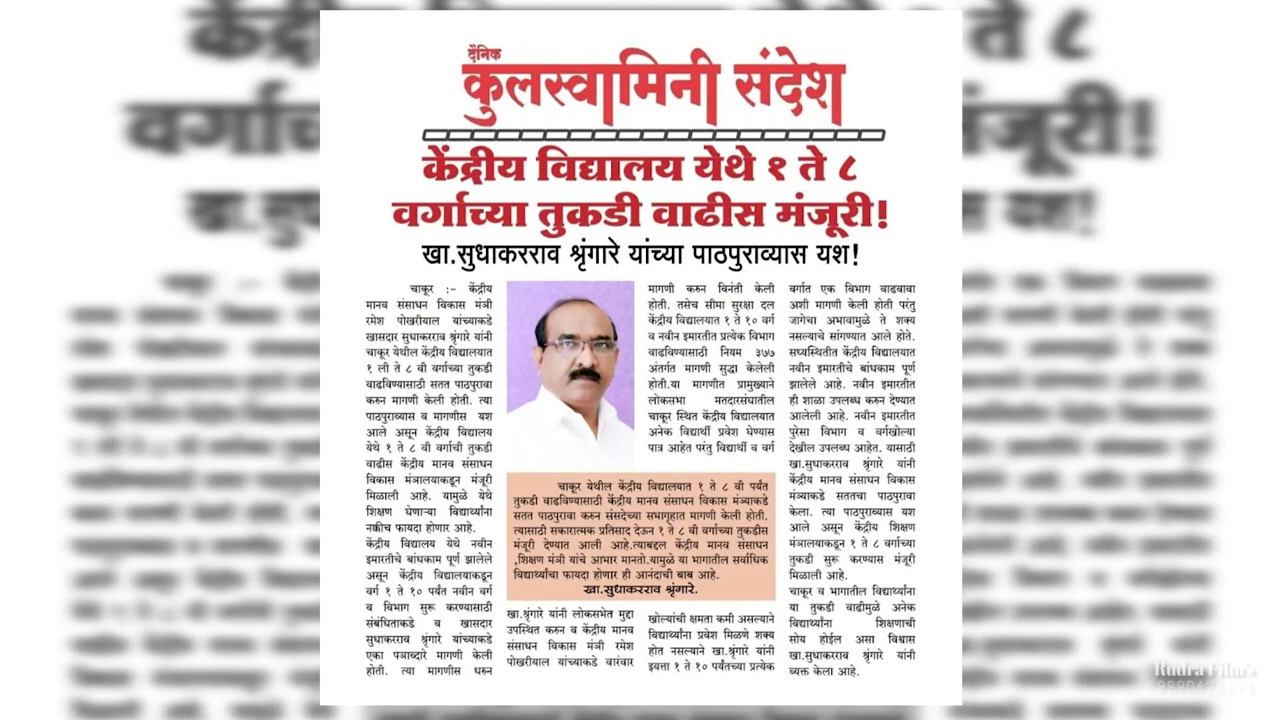 दैनिक
कुलस्वामिनी संदेश
केंद्रीय विद्यालय येथे १ ते ८
वर्गाच्या तुकडी वाढीस मंजूरी!
खा.सुधाकरराव श्रृंगारे यांच्या पाठपुराव्यास यश!
चाकूर :- केंद्रीय
मानव संसाधन विकास मंत्री
रमेश पोखरीयाल यांच्याकडे
खासदार सुधाकरराव श्रृंगारे यांनी
चाकूर येथील केंद्रीय विद्यालयात
१ ली ते ८ वी वर्गाच्या तुकडी
वाढविण्यासाठी सतत पाठपुरावा
करुन मागणी केली होती. त्या
पाठपुराव्यास व मागणीस यश
आले असून केंद्रीय विद्यालय
येथे १ ते ८ वी वर्गाची तुकडी
वाढीस केंद्रीय मानव संसाधन
विकास मंत्रालयाकडून मंजूरी
मिळाली आहे. यामुळे येथे
शिक्षण घेणाऱ्या विद्यार्थ्यांना
नक्कीच फायदा होणार आहे.
केंद्रीय विद्यालय येथे नवीन
इमारतीचे बांधकाम पूर्ण झालेले
असून केंद्रीय विद्यालयाकडून
वर्ग १ ते १० पर्यंत नवीन वर्ग
व विभाग सुरू करण्यासाठी
संबंधिताकडे व खासदार
सुधाकरराव श्रृंगारे यांच्याकडे
एका पत्राव्दारे मागणी केली
होती. त्या मागणीस धरुन
चाकूर येथील केंद्रीय विद्यालयात १ ते ८ वी पर्यंत
तुकडी वाढविण्यासाठी केंद्रीय मानव संसाधन विकास मंत्र्याकडे
सतत पाठपुरावा करुन संसदेच्या सभागृहात मागणी केली होती.
त्यासाठी सकारात्मक प्रतिसाद देऊन १ ते ८ वी वर्गाच्या तुकडीस
मंजूरी देण्यात आली आहे.त्याबद्दल केंद्रीय मानव संसाधन
,शिक्षण मंत्री यांचे आभार मानतो.यामुळे या भागातील सर्वाधिक
विद्यार्थ्यांचा फायदा होणार ही आनंदाची बाब आहे.
खा.सुधाकरराव श्रृंगारे.
खा.श्रृंगारे यांनी लोकसभेत मुद्दा
उपस्थित करुन व केंद्रीय मानव
संसाधन विकास मंत्री रमेश
पोखरीयाल यांच्याकडे वारंवार
मागणी करुन विनंती केली
होती. तसेच सीमा सुरक्षा दल
केंद्रीय विद्यालयात १ ते १० वर्ग
व नवीन इमारतीत प्रत्येक विभाग
वाढविण्यासाठी नियम ३७७
अंतर्गत मागणी सुद्धा केलेली
होती.या मागणीत प्रामुख्याने
लोकसभा मतदारसंघातील
चाकूर स्थित केंद्रीय विद्यालयात
अनेक विद्यार्थी प्रवेश घेण्यास
पात्र आहेत परंतु विद्यार्थी व वर्ग
खोल्यांची क्षमता कमी असल्याने
विद्यार्थ्यांना प्रवेश मिळणे शक्य
होत नसल्याने खा.श्रृंगारे यांनी
इयत्ता १ ते १० पर्यंतच्या प्रत्येक
वर्गात एक विभाग वाढवावा
अशी मागणी केली होती परंतु
जागेचा अभावामुळे ते शक्य
नसल्याचे सांगण्यात आले होते.
सध्यस्थितीत केंद्रीय विद्यालयात
नवीन इमारतीचे बांधकाम पूर्ण
झालेले आहे. नवीन इमारतीत
ही शाळा उपलब्ध करुन देण्यात
आलेली आहे. नवीन इमारतीत
पुरेसा विभाग व वर्गखोल्या
देखील उपलब्ध आहेत. यासाठी
खा.सुधाकरराव श्रृंगारे यांनी
केंद्रीय मानव संसाधन विकास
मंत्र्याकडे सततचा पाठपुरावा
केला. त्या पाठपुराव्यास यश
आले असून केंद्रीय शिक्षण
मंत्रालयाकडून १ ते ८ वर्गाच्या
तुकडी सुरू करण्यास मंजूरी
मिळाली आहे.
चाकूर व भागातील विद्यार्थ्यांना
या तुकडी वाढीमुळे अनेक
विद्यार्थ्यांना शिक्षणाची
सोय होईल असा विश्वास
खा.सुधाकरराव श्रृंगारे यांनी
व्यक्त केला आहे.
Rudra Film's